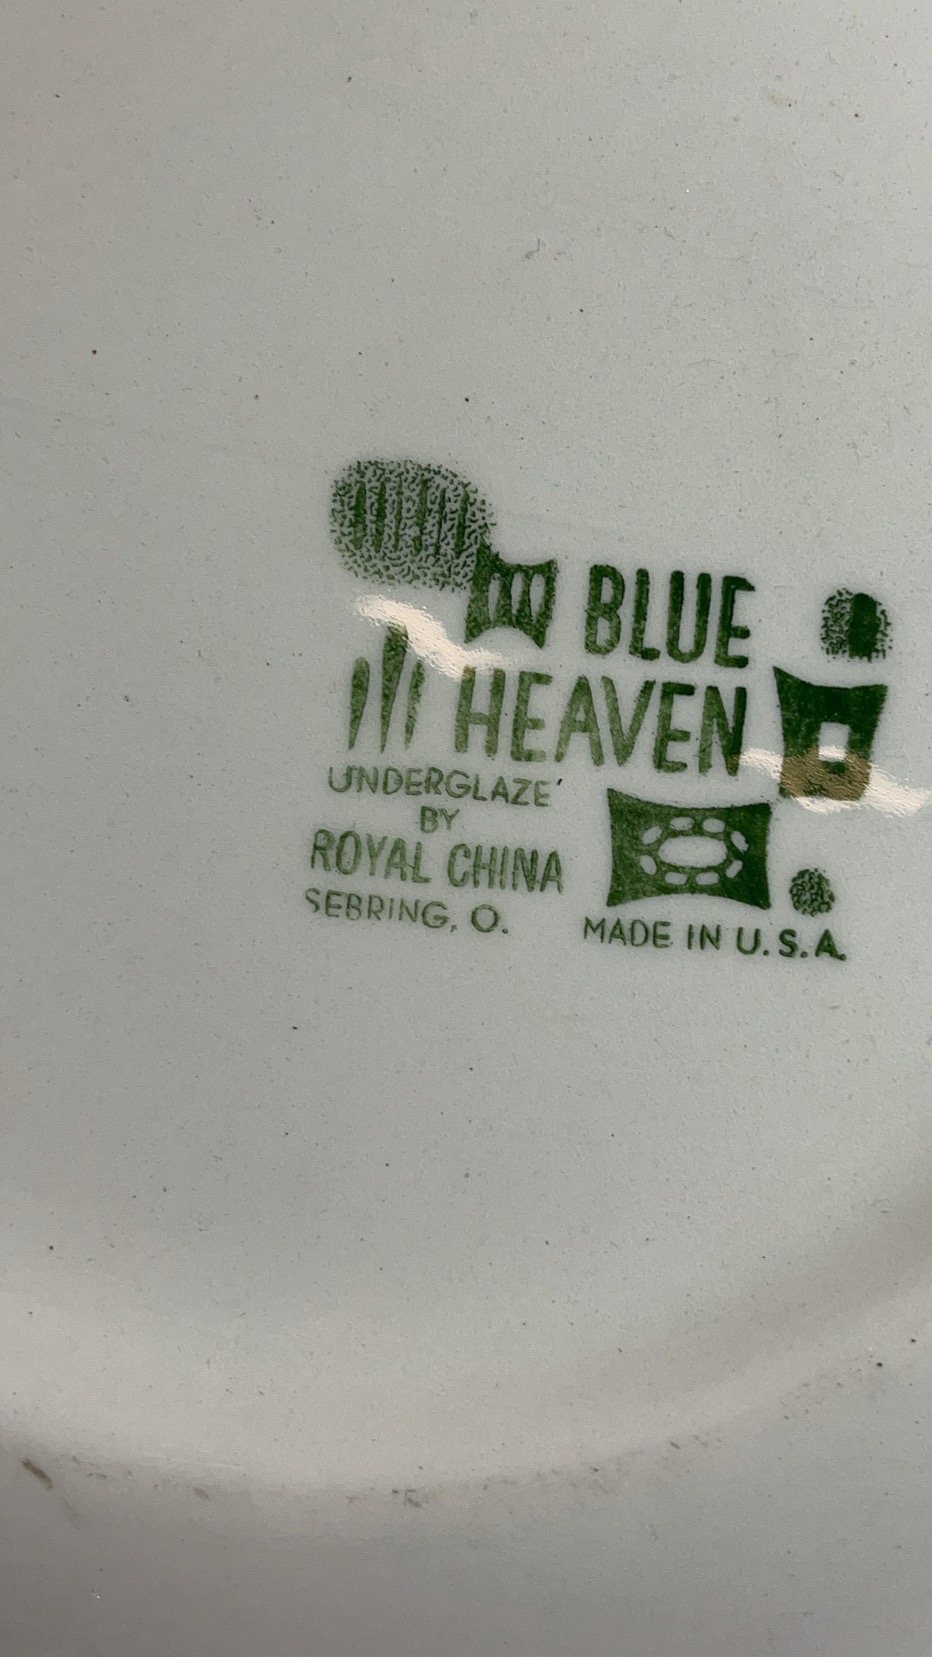 BLUE
HEAVEN
UNDERGLAZE
BY
ROYAL CHINA
SEBRING, O.
MADE IN U.S.A.